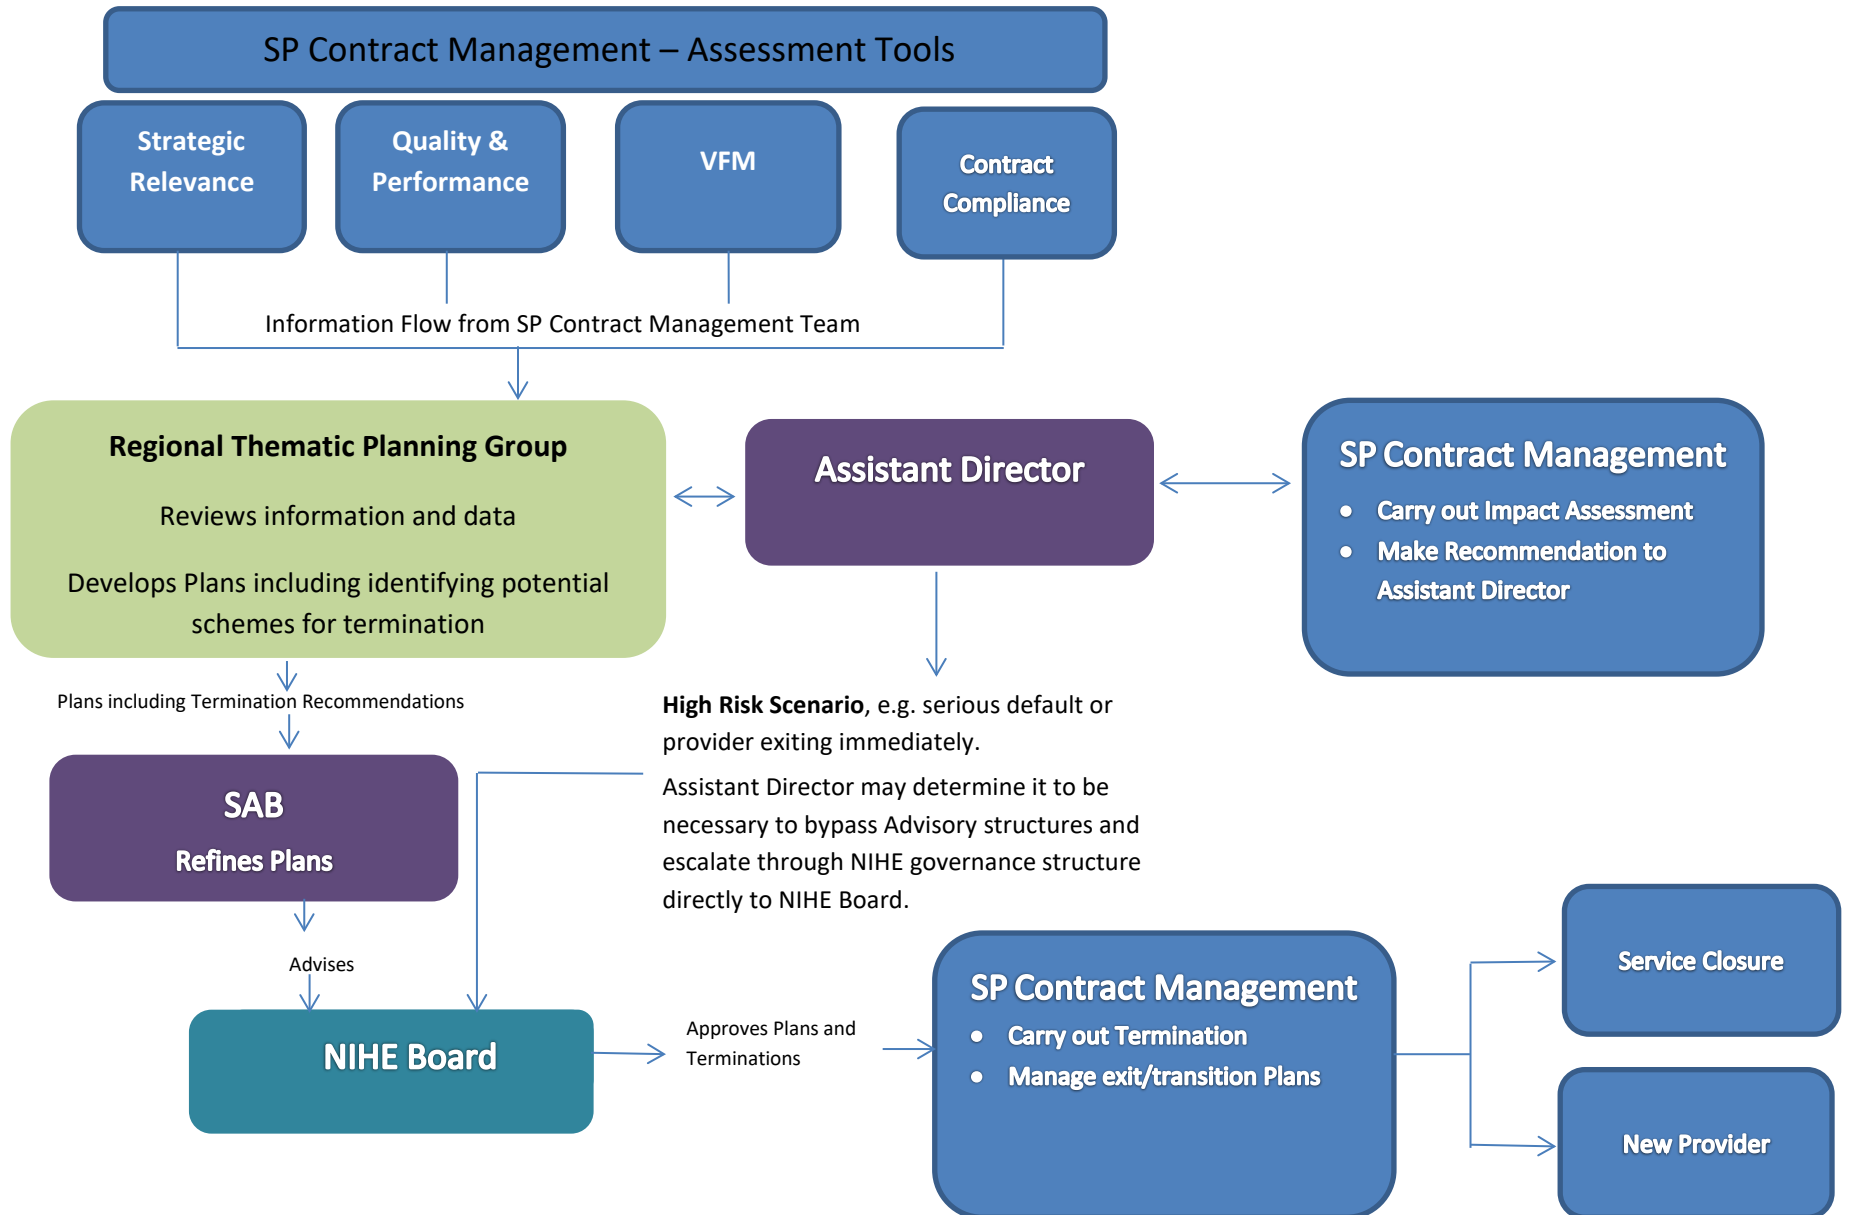 SP Contract Management – Assessment Tools
Strategic
Relevance
Quality &
Performance
VFM
Contract
Compliance
Information Flow from SP Contract Management Team
Regional Thematic Planning Group
Reviews information and data
Develops Plans including identifying potential
schemes for termination
Assistant Director
SP Contract Management
● Carry out Impact Assessment
● Make Recommendation to
Assistant Director
Plans including Termination Recommendations
High Risk Scenario, e.g. serious default or
provider exiting immediately.
Assistant Director may determine it to be
necessary to bypass Advisory structures and
escalate through NIHE governance structure
directly to NIHE Board.
SAB
Refines Plans
Advises
NIHE Board
Approves Plans and
Terminations
SP Contract Management
● Carry out Termination
● Manage exit/transition Plans
Service Closure
New Provider